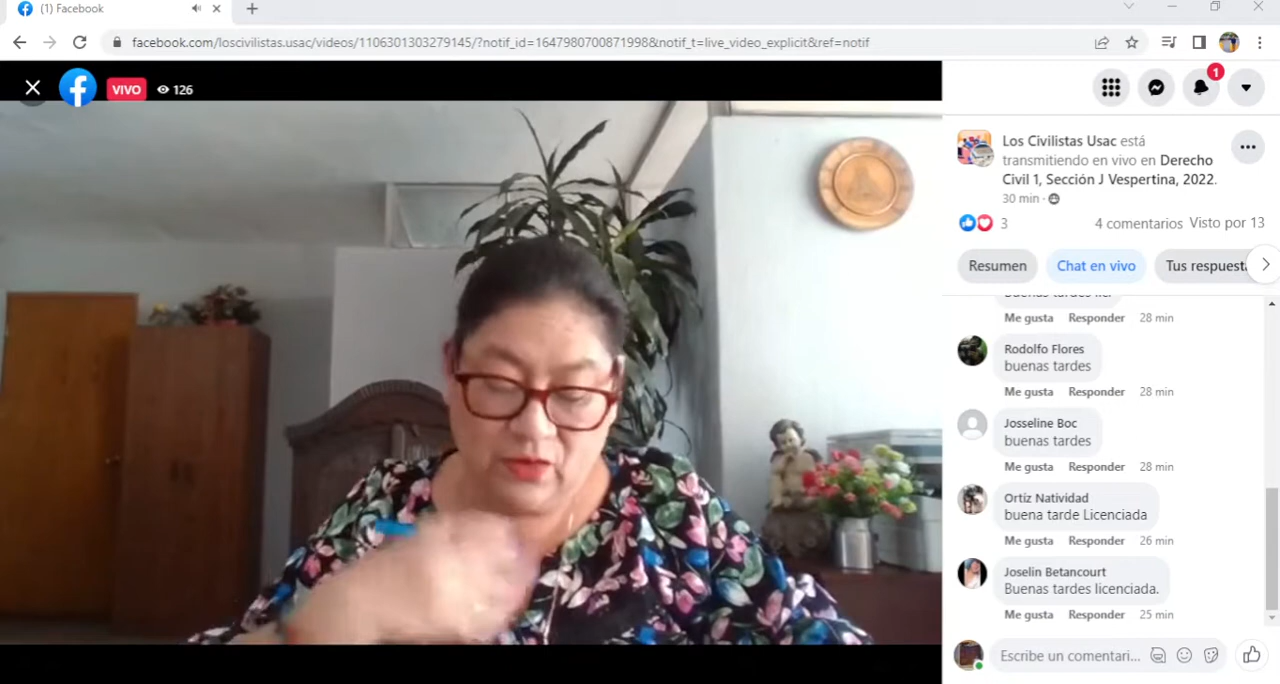 (1) Facebook
facebook.com/loscivilistas.usac/videos/1106301303279145/?notif_id=1647980700871998&notif_t=live_video_explicit&ref=notif
VIVO 126
1
Los Civilistas Usac está
transmitiendo en vivo en Derecho
Civil 1, Sección J Vespertina, 2022.
30 min ·
3 4 comentarios Visto por 13
Resumen Chat en vivo Tus respuest
buenas tardes lici
Me gusta Responder 28 min
Rodolfo Flores
buenas tardes
Me gusta Responder 28 min
Josseline Boc
buenas tardes
Me gusta Responder 28 min
Ortiz Natividad
buena tarde Licenciada
Me gusta Responder 26 min
Joselin Betancourt
Buenas tardes licenciada.
Me gusta Responder 25 min
Escribe un comentari...